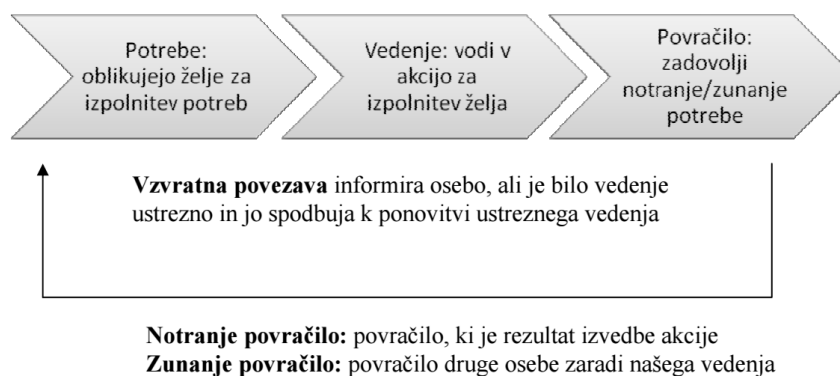 Potrebe:
oblikujejo želje za
izpolnitev potreb
Vedenje: vodi v
akcijo za
izpolnitev želja
Povračilo:
zadovolji
notranje/zunanje
potrebe
Vzvratna povezava informira osebo, ali je bilo vedenje
ustrezno in jo spodbuja k ponovitvi ustreznega vedenja
Notranje povračilo: povračilo, ki je rezultat izvedbe akcije
Zunanje povračilo: povračilo druge osebe zaradi našega vedenja